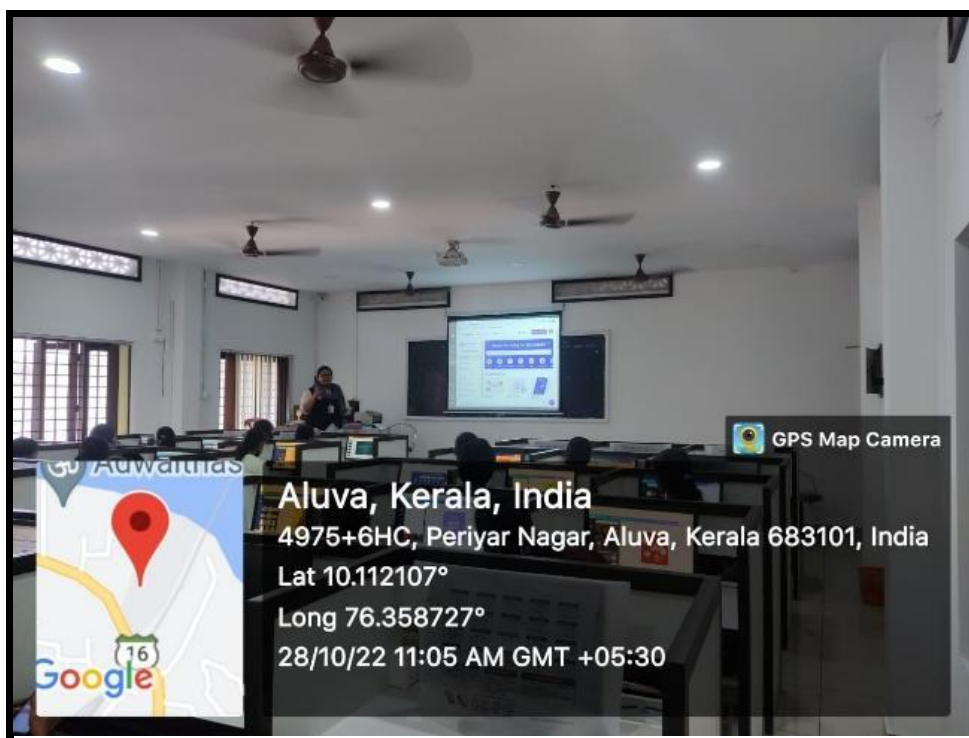 GPS Map Camera
Adwaithas
Aluva, Kerala, India
4975+6HC, Periyar Nagar, Aluva, Kerala 683101, India
Lat 10.112107°
Long 76.358727°
28/10/22 11:05 AM GMT +05:30
16
Google